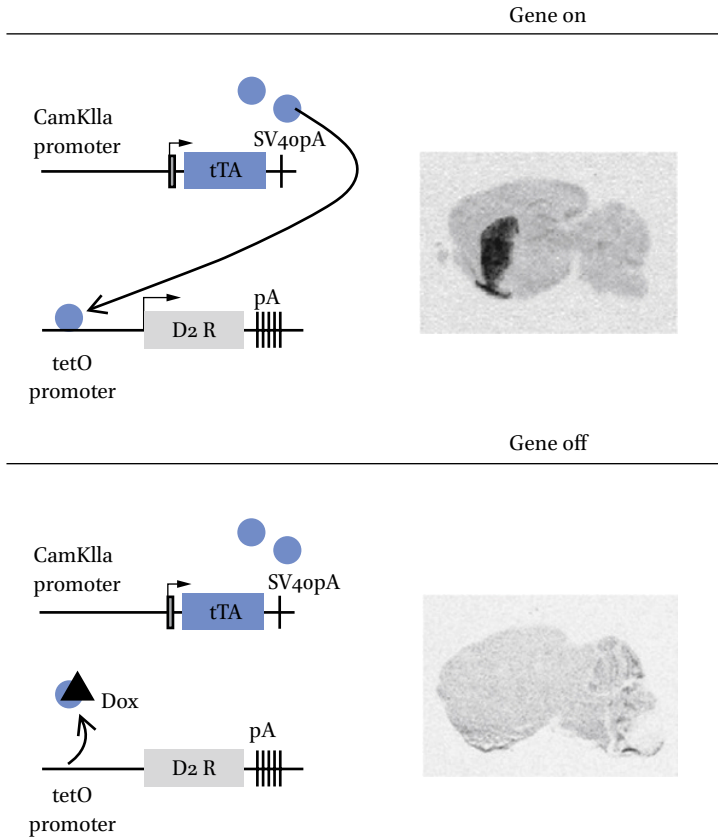 Gene on
CamKlla
promoter
SV40pA
tTA
pA
D2 R
tetO
promoter
Gene off
CamKlla
promoter
SV40pA
tTA
Dox
pA
D2 R
tetO
promoter